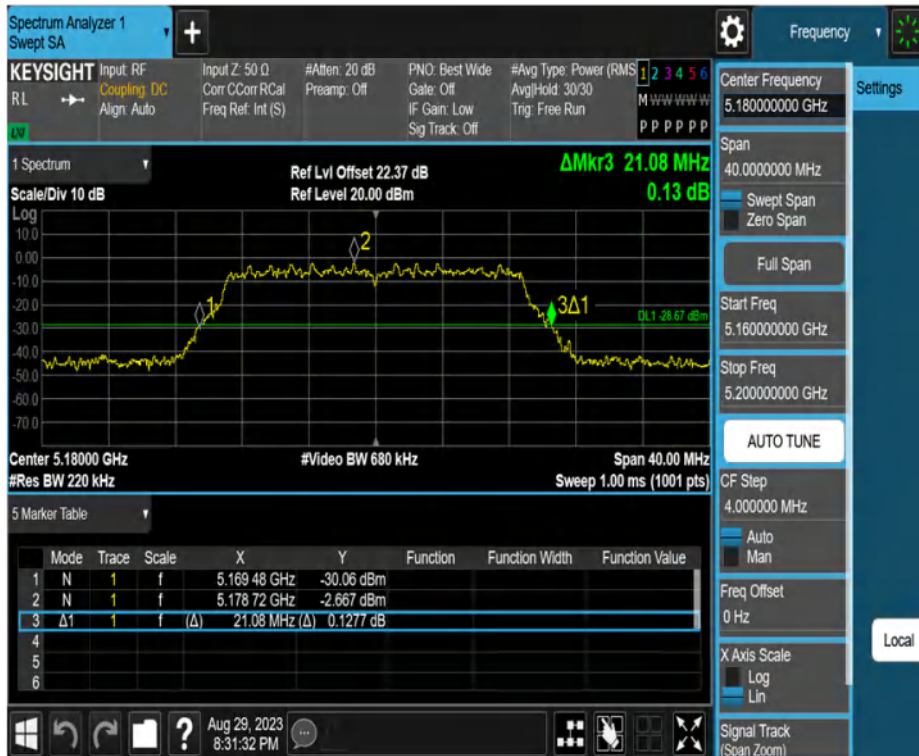 Spectrum Analyzer 1
Swept SA
+
Frequency
KEYSIGHT
RL
LXI
Input: RF
Coupling: DC
Align: Auto
Input Z: 50 Ω
Corr CCorr RCal
Freq Ref: Int (S)
#Atten: 20 dB
Preamp: Off
PNO: Best Wide
Gate: Off
IF Gain: Low
Sig Track: Off
#Avg Type: Power (RMS
Avg|Hold: 30/30
Trig: Free Run
1 2 3 4 5 6
M W W W W W
P P P P P P
1 Spectrum
Scale/Div 10 dB
Ref Lvl Offset 22.37 dB
Ref Level 20.00 dBm
ΔMkr3 21.08 MHz
0.13 dB
Log
10.0
0.00
-10.0
-20.0
-30.0
-40.0
-50.0
-60.0
-70.0
1
2
3Δ1
DL1 -28.67 dBm
Center 5.18000 GHz
#Video BW 680 kHz
Span 40.00 MHz
#Res BW 220 kHz
Sweep 1.00 ms (1001 pts)
5 Marker Table
Mode Trace Scale X Y Function Function Width Function Value
1 N 1 f 5.169 48 GHz -30.06 dBm
2 N 1 f 5.178 72 GHz -2.667 dBm
3 Δ1 1 f (Δ) 21.08 MHz (Δ) 0.1277 dB
4
5
6
?
Aug 29, 2023
8:31:32 PM
Center Frequency
5.180000000 GHz
Settings
Span
40.0000000 MHz
Swept Span
Zero Span
Full Span
Start Freq
5.160000000 GHz
Stop Freq
5.200000000 GHz
AUTO TUNE
CF Step
4.000000 MHz
Auto
Man
Freq Offset
0 Hz
Local
X Axis Scale
Log
Lin
Signal Track
(Span Zoom)